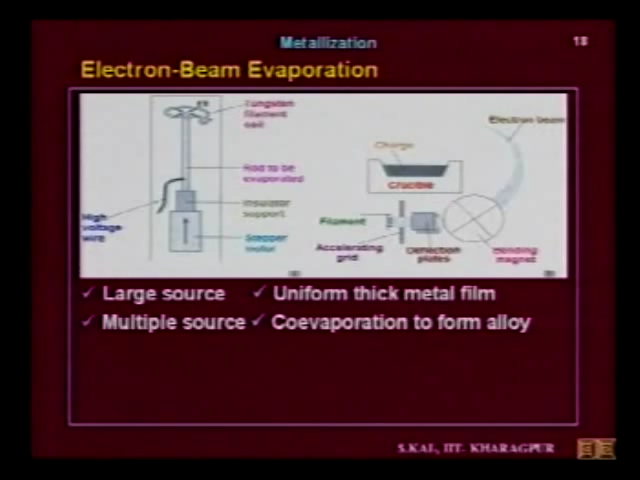 Metallization
18
Electron-Beam Evaporation
Tungsten
filament
coil
Electron beam
Charge
Rod to be
evaporated
Crucible
Insulator
support
High
voltage
wire
Filament
Stepper
motor
Accelerating
grid
Deflection
plates
Bending
magnet
✓ Large source ✓ Uniform thick metal film
✓ Multiple source ✓ Coevaporation to form alloy
S.KAL, IIT- KHARAGPUR